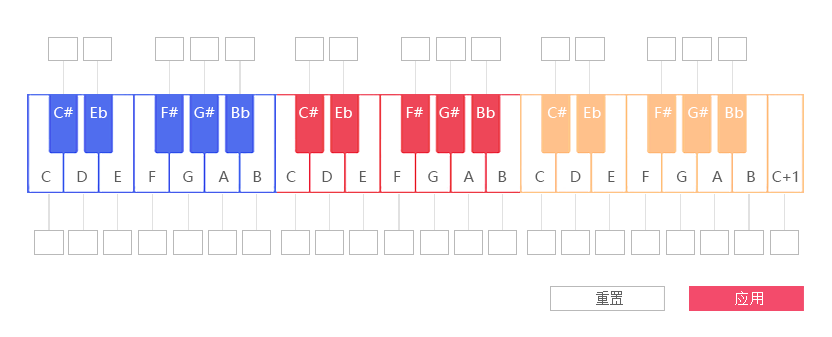 C# Eb F# G# Bb C# Eb F# G# Bb C# Eb F# G# Bb
C D E F G A B C D E F G A B C D E F G A B C+1
重置 应用